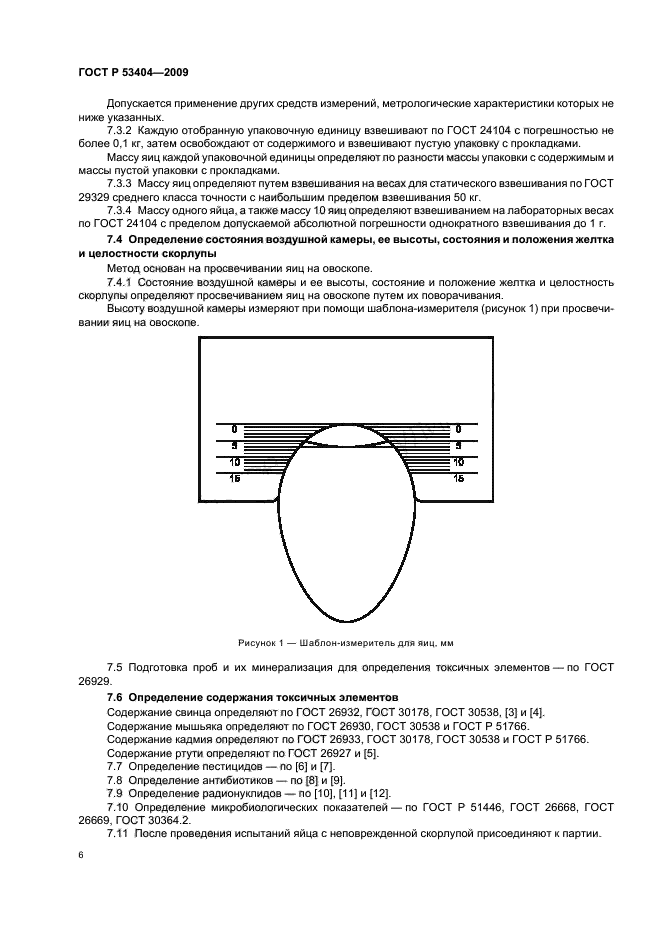 ГОСТ Р 53404—2009
Допускается применение других средств измерений, метрологические характеристики которых не
ниже указанных.
7.3.2 Каждую отобранную упаковочную единицу взвешивают по ГОСТ 24104 с погрешностью не
более 0,1 кг, затем освобождают от содержимого и взвешивают пустую упаковку с прокладками.
Массу яиц каждой упаковочной единицы определяют по разности массы упаковки с содержимым и
массы пустой упаковки с прокладками.
7.3.3 Массу яиц определяют путем взвешивания на весах для статического взвешивания по ГОСТ
29329 среднего класса точности с наибольшим пределом взвешивания 50 кг.
7.3.4 Массу одного яйца, а также массу 10 яиц определяют взвешиванием на лабораторных весах
по ГОСТ 24104 с пределом допускаемой абсолютной погрешности однократного взвешивания до 1 г.
7.4 Определение состояния воздушной камеры, ее высоты, состояния и положения желтка
и целостности скорлупы
Метод основан на просвечивании яиц на овоскопе.
7.4.1 Состояние воздушной камеры и ее высоты, состояние и положение желтка и целостность
скорлупы определяют просвечиванием яиц на овоскопе путем их поворачивания.
Высоту воздушной камеры измеряют при помощи шаблона-измерителя (рисунок 1) при просвечи-
вании яиц на овоскопе.
0 0
5 5
10 10
15 15
Рисунок 1 — Шаблон-измеритель для яиц, мм
7.5 Подготовка проб и их минерализация для определения токсичных элементов — по ГОСТ
26929.
7.6 Определение содержания токсичных элементов
Содержание свинца определяют по ГОСТ 26932, ГОСТ 30178, ГОСТ 30538, [3] и [4].
Содержание мышьяка определяют по ГОСТ 26930, ГОСТ 30538 и ГОСТ Р 51766.
Содержание кадмия определяют по ГОСТ 26933, ГОСТ 30178, ГОСТ 30538 и ГОСТ Р 51766.
Содержание ртути определяют по ГОСТ 26927 и [5].
7.7 Определение пестицидов — по [6] и [7].
7.8 Определение антибиотиков — по [8] и [9].
7.9 Определение радионуклидов — по [10], [11] и [12].
7.10 Определение микробиологических показателей — по ГОСТ Р 51446, ГОСТ 26668, ГОСТ
26669, ГОСТ 30364.2.
7.11 После проведения испытаний яйца с неповрежденной скорлупой присоединяют к партии.
6